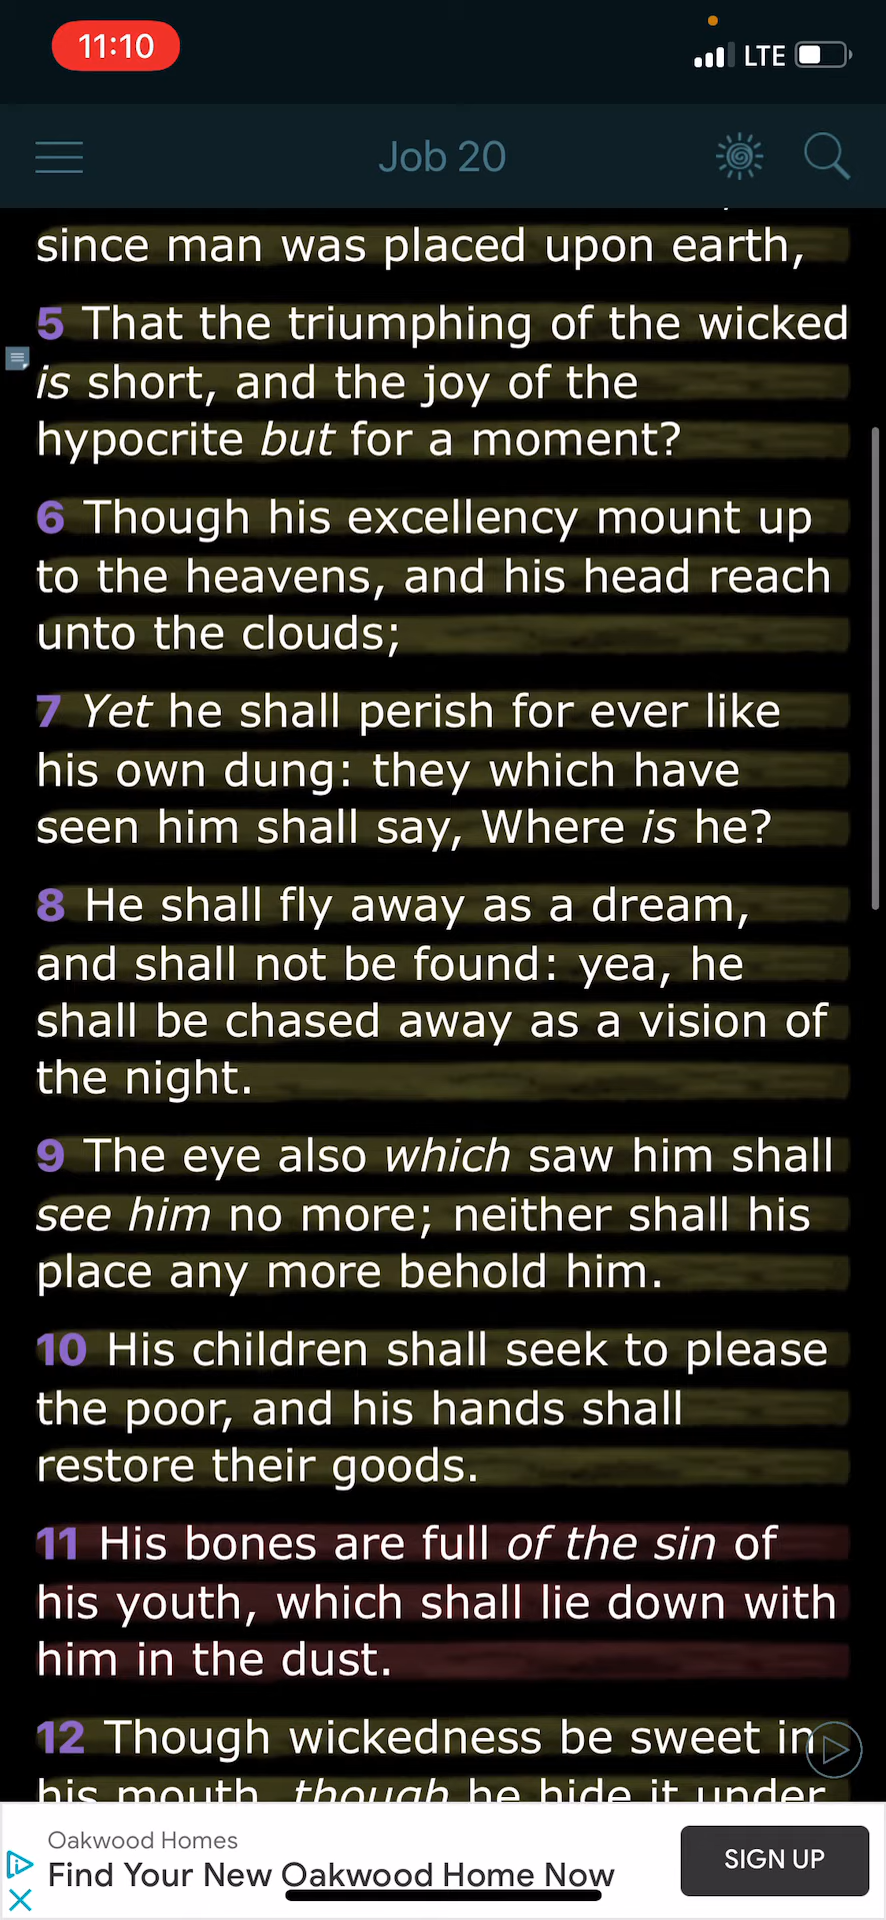 11:10
LTE
Job 20
since man was placed upon earth,
5 That the triumphing of the wicked
is short, and the joy of the
hypocrite but for a moment?
6 Though his excellency mount up
to the heavens, and his head reach
unto the clouds;
7 Yet he shall perish for ever like
his own dung: they which have
seen him shall say, Where is he?
8 He shall fly away as a dream,
and shall not be found: yea, he
shall be chased away as a vision of
the night.
9 The eye also which saw him shall
see him no more; neither shall his
place any more behold him.
10 His children shall seek to please
the poor, and his hands shall
restore their goods.
11 His bones are full of the sin of
his youth, which shall lie down with
him in the dust.
12 Though wickedness be sweet in
his mouth, though he hide it under
Oakwood Homes
Find Your New Oakwood Home Now
SIGN UP